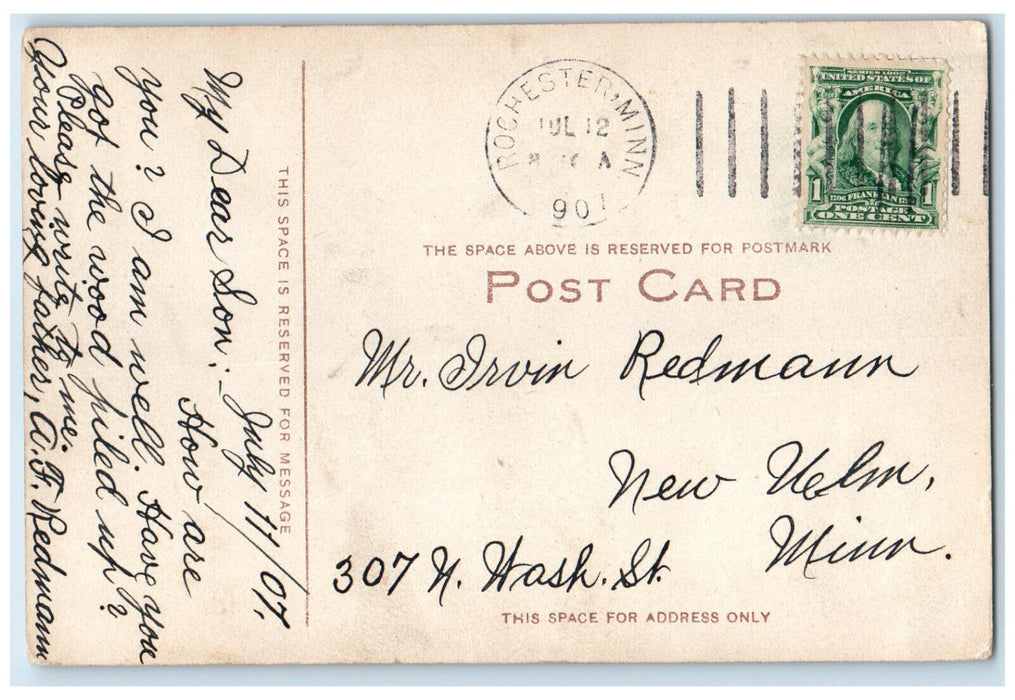 My Dear Son:- July 11/07.
How are
you? I am well. Have you
got the wood piled up?
Please write to me.
Your loving father, A. F. Redmann
THIS SPACE IS RESERVED FOR MESSAGE
ROCHESTER, MINN
JUL 12
A
190
SERIES 1902
UNITED STATES OF
AMERICA
1 1
FRANKLIN
POSTAGE
ONE CENT
THE SPACE ABOVE IS RESERVED FOR POSTMARK
POST CARD
Mr. Irvin Redmann
New Ulm,
Minn.
307 N. Wash. St.
THIS SPACE FOR ADDRESS ONLY